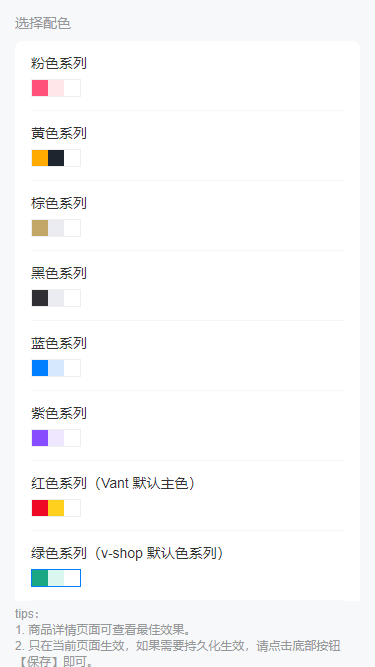 选择配色
粉色系列
黄色系列
棕色系列
黑色系列
蓝色系列
紫色系列
红色系列（Vant 默认主色）
绿色系列（v-shop 默认色系列）
tips：
1. 商品详情页面可查看最佳效果。
2. 只在当前页面生效，如果需要持久化生效，请点击底部按钮
【保存】即可。